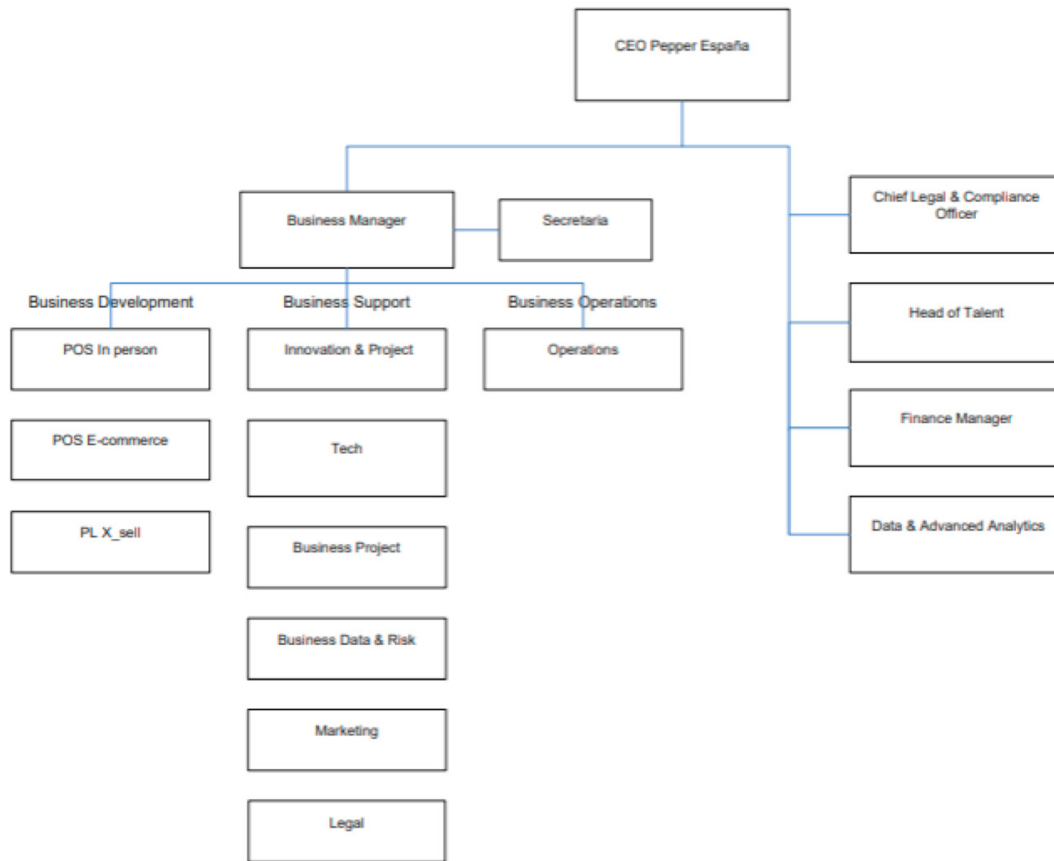 CEO Pepper España
Business Manager
Secretaria
Chief Legal & Compliance
Officer
Head of Talent
Finance Manager
Data & Advanced Analytics
Business Development
Business Support
Business Operations
POS In person
Innovation & Project
Operations
POS E-commerce
Tech
PL X_sell
Business Project
Business Data & Risk
Marketing
Legal